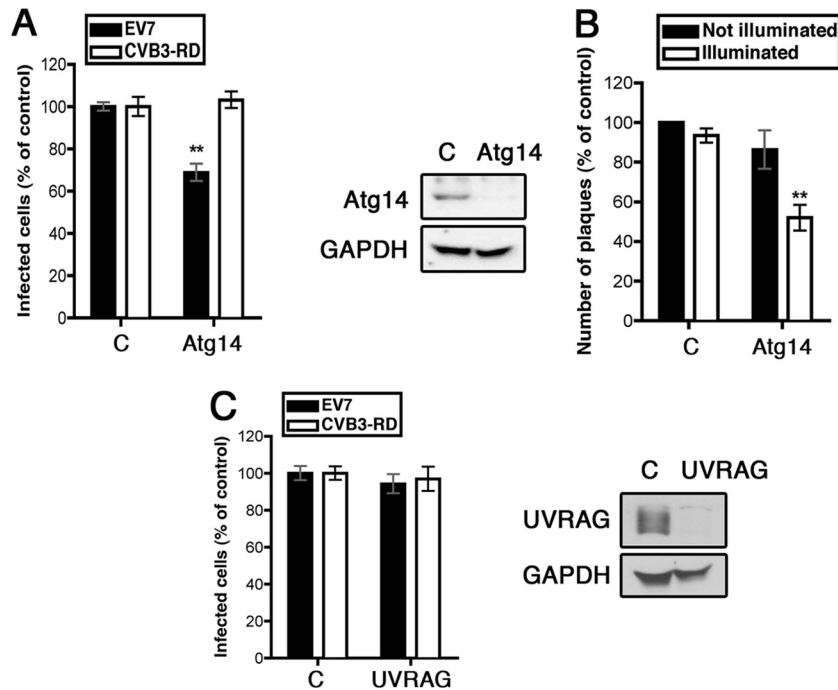 A
EV7
CVB3-RD
Infected cells (% of control)
120
100
80
60
40
20
0
**
C
Atg14
C Atg14
Atg14
GAPDH
B
Not illuminated
Illuminated
Number of plaques (% of control)
120
100
80
60
40
20
0
**
C
Atg14
C
EV7
CVB3-RD
Infected cells (% of control)
120
100
80
60
40
20
0
C
UVRAG
C UVRAG
UVRAG
GAPDH